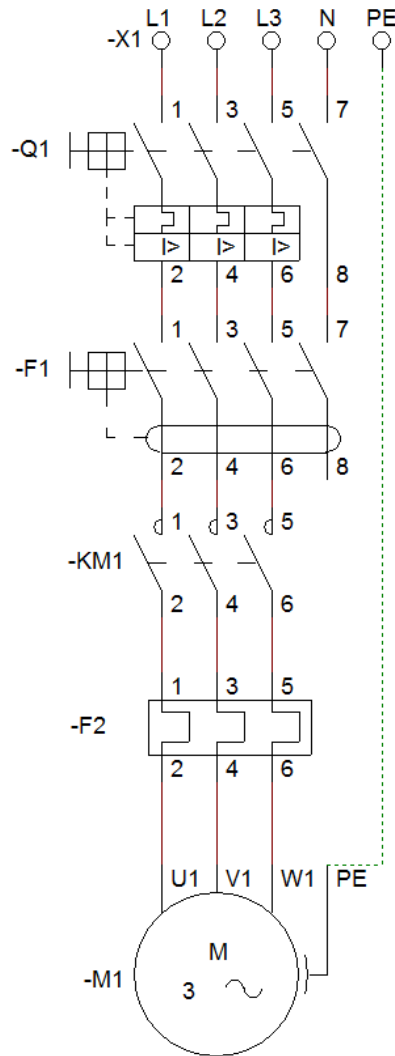 L1 L2 L3 N PE
-X1
1 3 5 7
-Q1
I> I> I>
2 4 6 8
1 3 5 7
-F1
2 4 6 8
1 3 5
-KM1
2 4 6
1 3 5
-F2
2 4 6
U1 V1 W1 PE
M
-M1
3